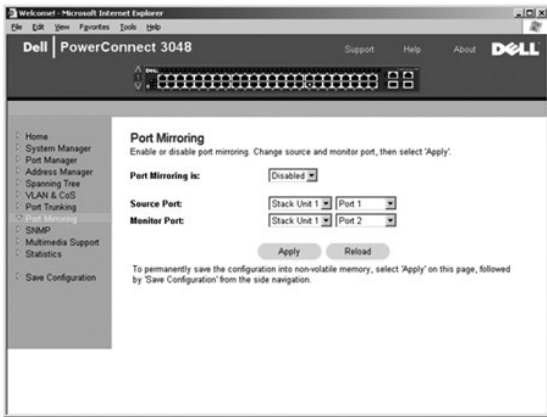 Welcome! - Microsoft Internet Explorer
File Edit View Favorites Tools Help
Dell PowerConnect 3048
Support Help About DELL
Home
System Manager
Port Manager
Address Manager
Spanning Tree
VLAN & CoS
Port Trunking
Port Mirroring
SNMP
Multimedia Support
Statistics
Save Configuration
Port Mirroring
Enable or disable port mirroring. Change source and monitor port, then select 'Apply'.
Port Mirroring is: Disabled
Source Port: Stack Unit 1 Port 1
Monitor Port: Stack Unit 1 Port 2
Apply Reload
To permanently save the configuration into non-volatile memory, select 'Apply' on this page, followed
by 'Save Configuration' from the side navigation.